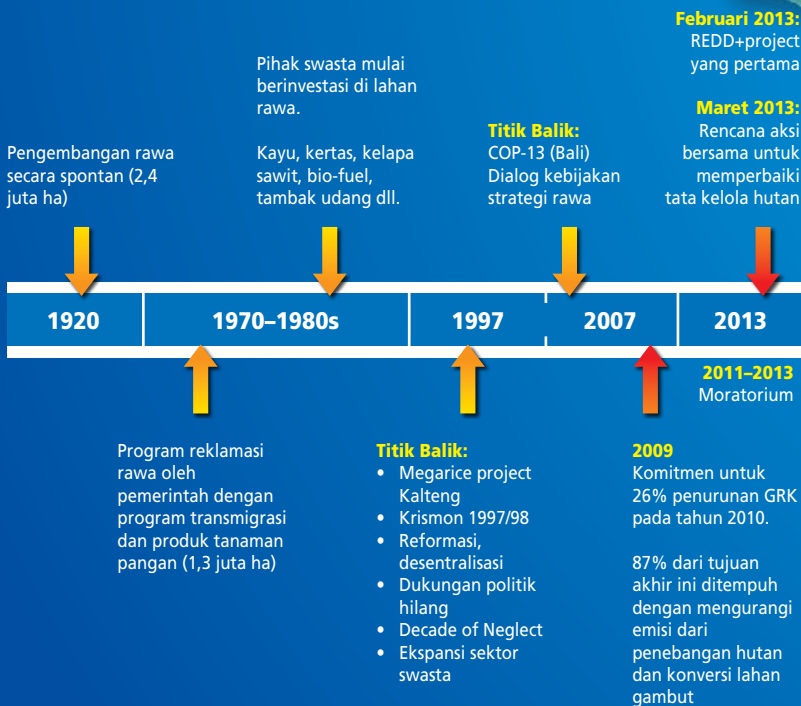 Pengembangan rawa
secara spontan (2,4
juta ha)
Pihak swasta mulai
berinvestasi di lahan
rawa.
Kayu, kertas, kelapa
sawit, bio-fuel,
tambak udang dll.
Titik Balik:
COP-13 (Bali)
Dialog kebijakan
strategi rawa
Februari 2013:
REDD+project
yang pertama
Maret 2013:
Rencana aksi
bersama untuk
memperbaiki
tata kelola hutan
1920
1970–1980s
1997
2007
2013
2011–2013
Moratorium
Program reklamasi
rawa oleh
pemerintah dengan
program transmigrasi
dan produk tanaman
pangan (1,3 juta ha)
Titik Balik:
• Megarice project
Kalteng
• Krismon 1997/98
• Reformasi,
desentralisasi
• Dukungan politik
hilang
• Decade of Neglect
• Ekspansi sektor
swasta
2009
Komitmen untuk
26% penurunan GRK
pada tahun 2010.
87% dari tujuan
akhir ini ditempuh
dengan mengurangi
emisi dari
penebangan hutan
dan konversi lahan
gambut